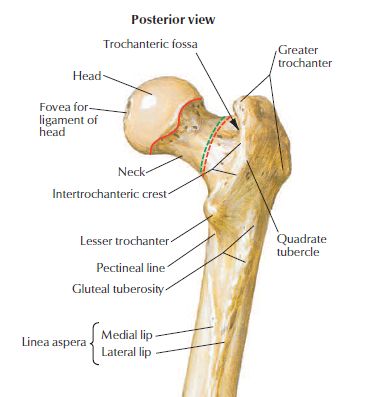 Posterior view
Trochanteric fossa
Greater
trochanter
Head
Fovea for
ligament of
head
Neck
Intertrochanteric crest
Lesser trochanter
Quadrate
tubercle
Pectineal line
Gluteal tuberosity
Linea aspera
Medial lip
Lateral lip